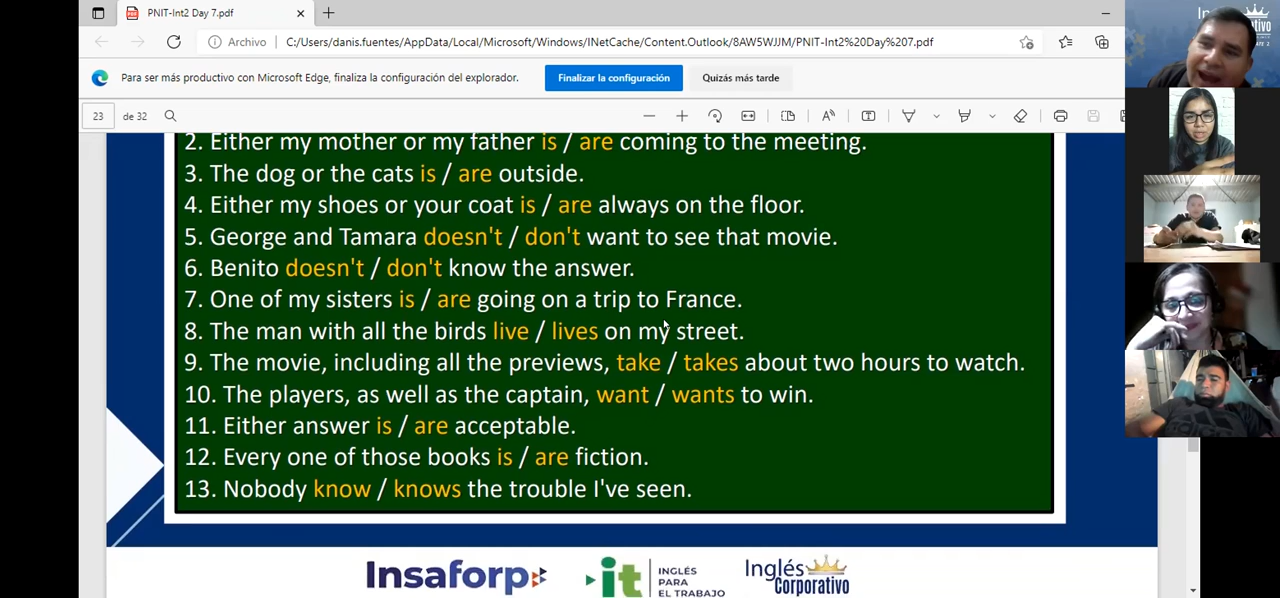 PNIT-Int2 Day 7.pdf
Archivo
C:/Users/danis.fuentes/AppData/Local/Microsoft/Windows/INetCache/Content.Outlook/8AW5WJJM/PNIT-Int2%20Day%207.pdf
Para ser más productivo con Microsoft Edge, finaliza la configuración del explorador.
Finalizar la configuración
Quizás más tarde
23 de 32
2. Either my mother or my father is / are coming to the meeting.
3. The dog or the cats is / are outside.
4. Either my shoes or your coat is / are always on the floor.
5. George and Tamara doesn't / don't want to see that movie.
6. Benito doesn't / don't know the answer.
7. One of my sisters is / are going on a trip to France.
8. The man with all the birds live / lives on my street.
9. The movie, including all the previews, take / takes about two hours to watch.
10. The players, as well as the captain, want / wants to win.
11. Either answer is / are acceptable.
12. Every one of those books is / are fiction.
13. Nobody know / knows the trouble I've seen.
Insaforp
it
INGLÉS
PARA
EL TRABAJO
Inglés
Corporativo